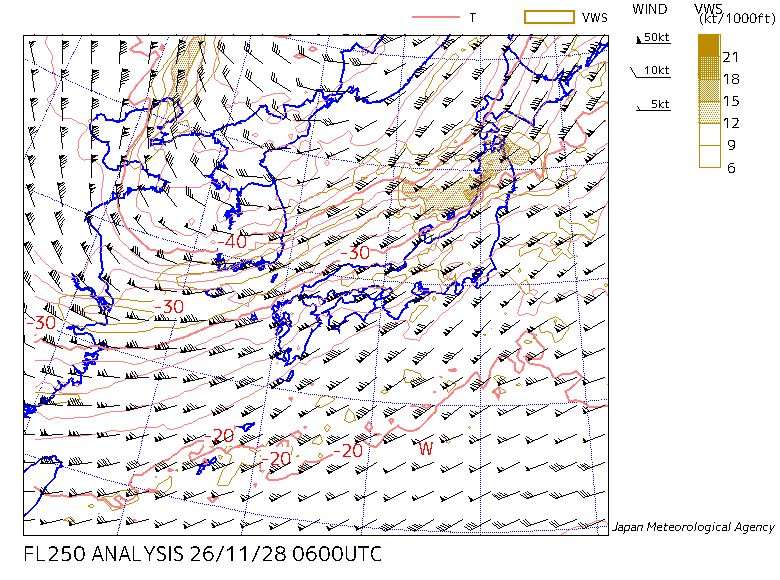 T
VWS
WIND
VWS
(kt/1000ft)
50kt
10kt
5kt
21
18
15
12
9
6
-40
-30
-30
-30
-20
-20
-20
W
Japan Meteorological Agency
FL250 ANALYSIS 26/11/28 0600UTC